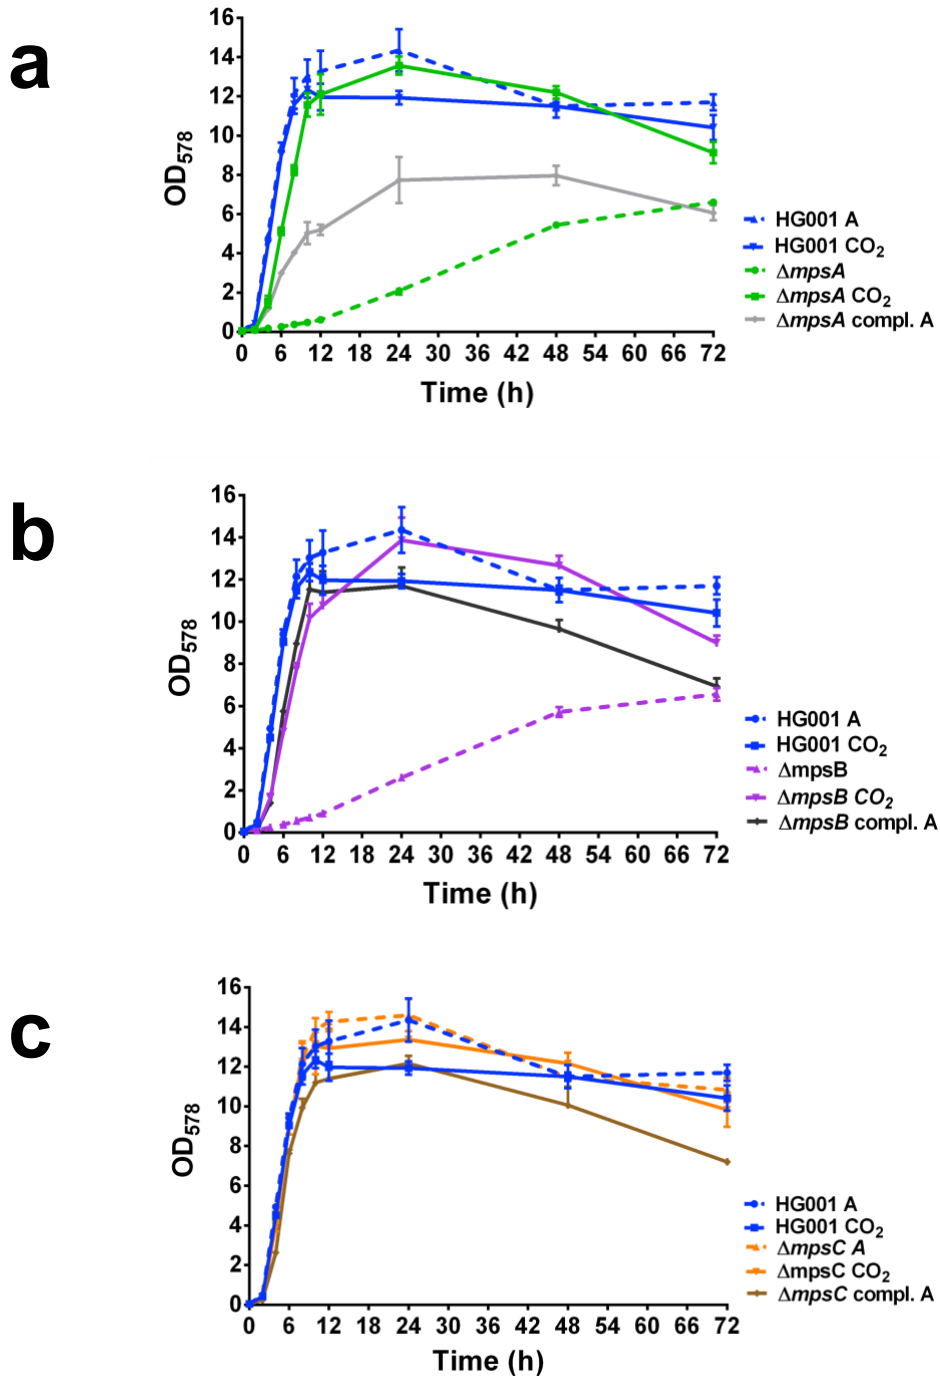 a
16
14
12
10
8
6
4
2
0
OD578
0 6 12 18 24 30 36 42 48 54 60 66 72
Time (h)
HG001 A
HG001 CO2
ΔmpsA
ΔmpsA CO2
ΔmpsA compl. A
b
16
14
12
10
8
6
4
2
0
OD578
0 6 12 18 24 30 36 42 48 54 60 66 72
Time (h)
HG001 A
HG001 CO2
ΔmpsB
ΔmpsB CO2
ΔmpsB compl. A
c
16
14
12
10
8
6
4
2
0
OD578
0 6 12 18 24 30 36 42 48 54 60 66 72
Time (h)
HG001 A
HG001 CO2
ΔmpsC A
ΔmpsC CO2
ΔmpsC compl. A